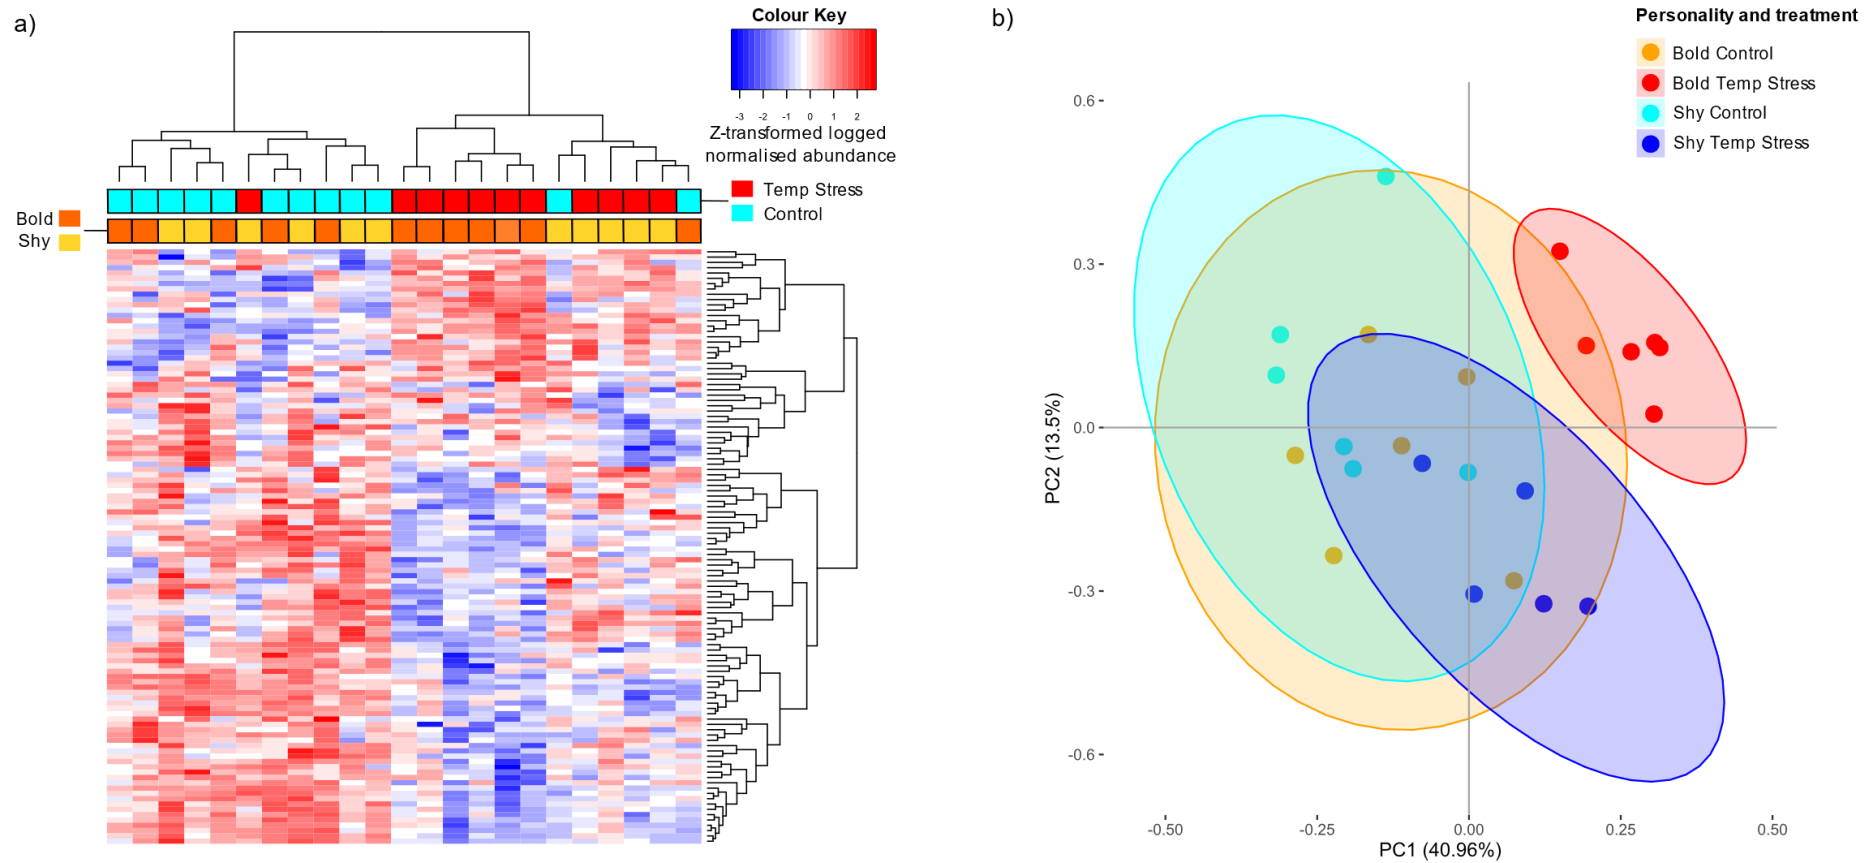 a)
Colour Key
-3 -2 -1 0 1 2
Z-transformed logged
normalised abundance
Temp Stress
Control
Bold
Shy
b)
Personality and treatment
Bold Control
Bold Temp Stress
Shy Control
Shy Temp Stress
0.6
0.3
0.0
-0.3
-0.6
PC2 (13.5%)
-0.50 -0.25 0.00 0.25 0.50
PC1 (40.96%)